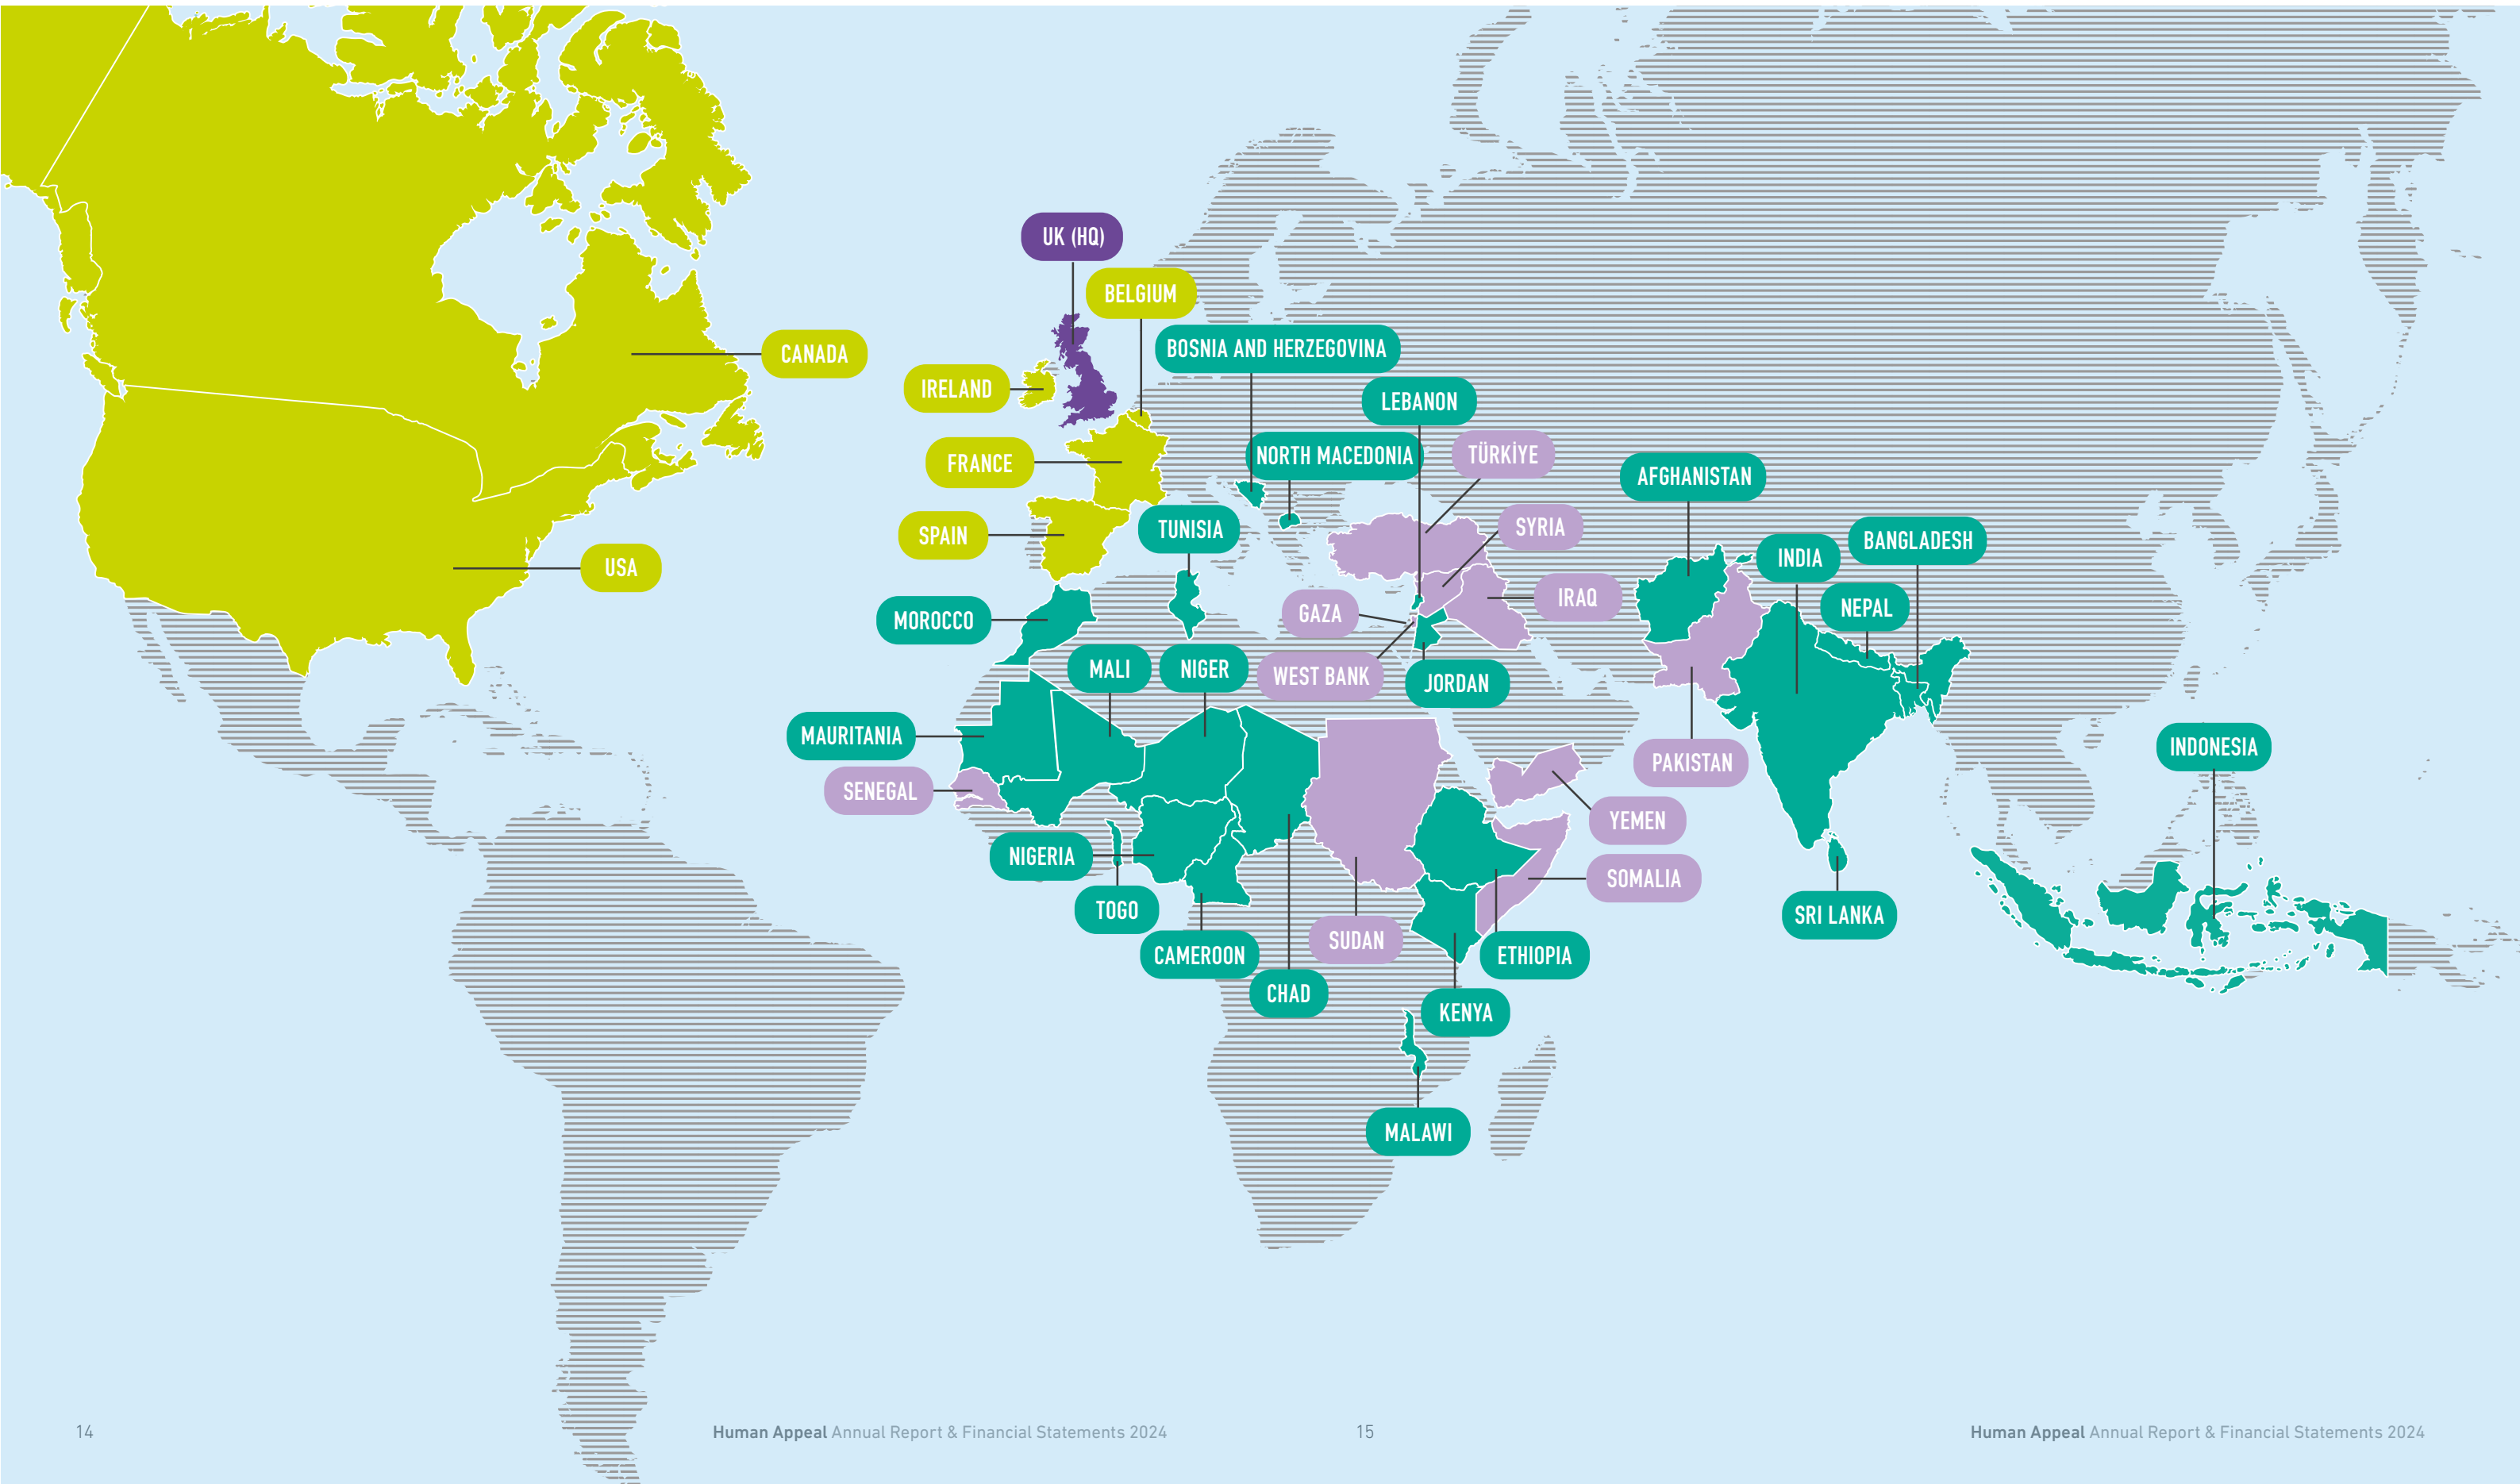 UK (HQ)
BELGIUM
BOSNIA AND HERZEGOVINA
CANADA
IRELAND
LEBANON
FRANCE
NORTH MACEDONIA
TÜRKİYE
AFGHANISTAN
SPAIN
TUNISIA
SYRIA
BANGLADESH
INDIA
USA
IRAQ
NEPAL
GAZA
MOROCCO
MALI
NIGER
WEST BANK
JORDAN
MAURITANIA
INDONESIA
PAKISTAN
SENEGAL
YEMEN
NIGERIA
SOMALIA
TOGO
SRI LANKA
SUDAN
CAMEROON
ETHIOPIA
CHAD
KENYA
MALAWI
14
Human Appeal Annual Report & Financial Statements 2024
15
Human Appeal Annual Report & Financial Statements 2024